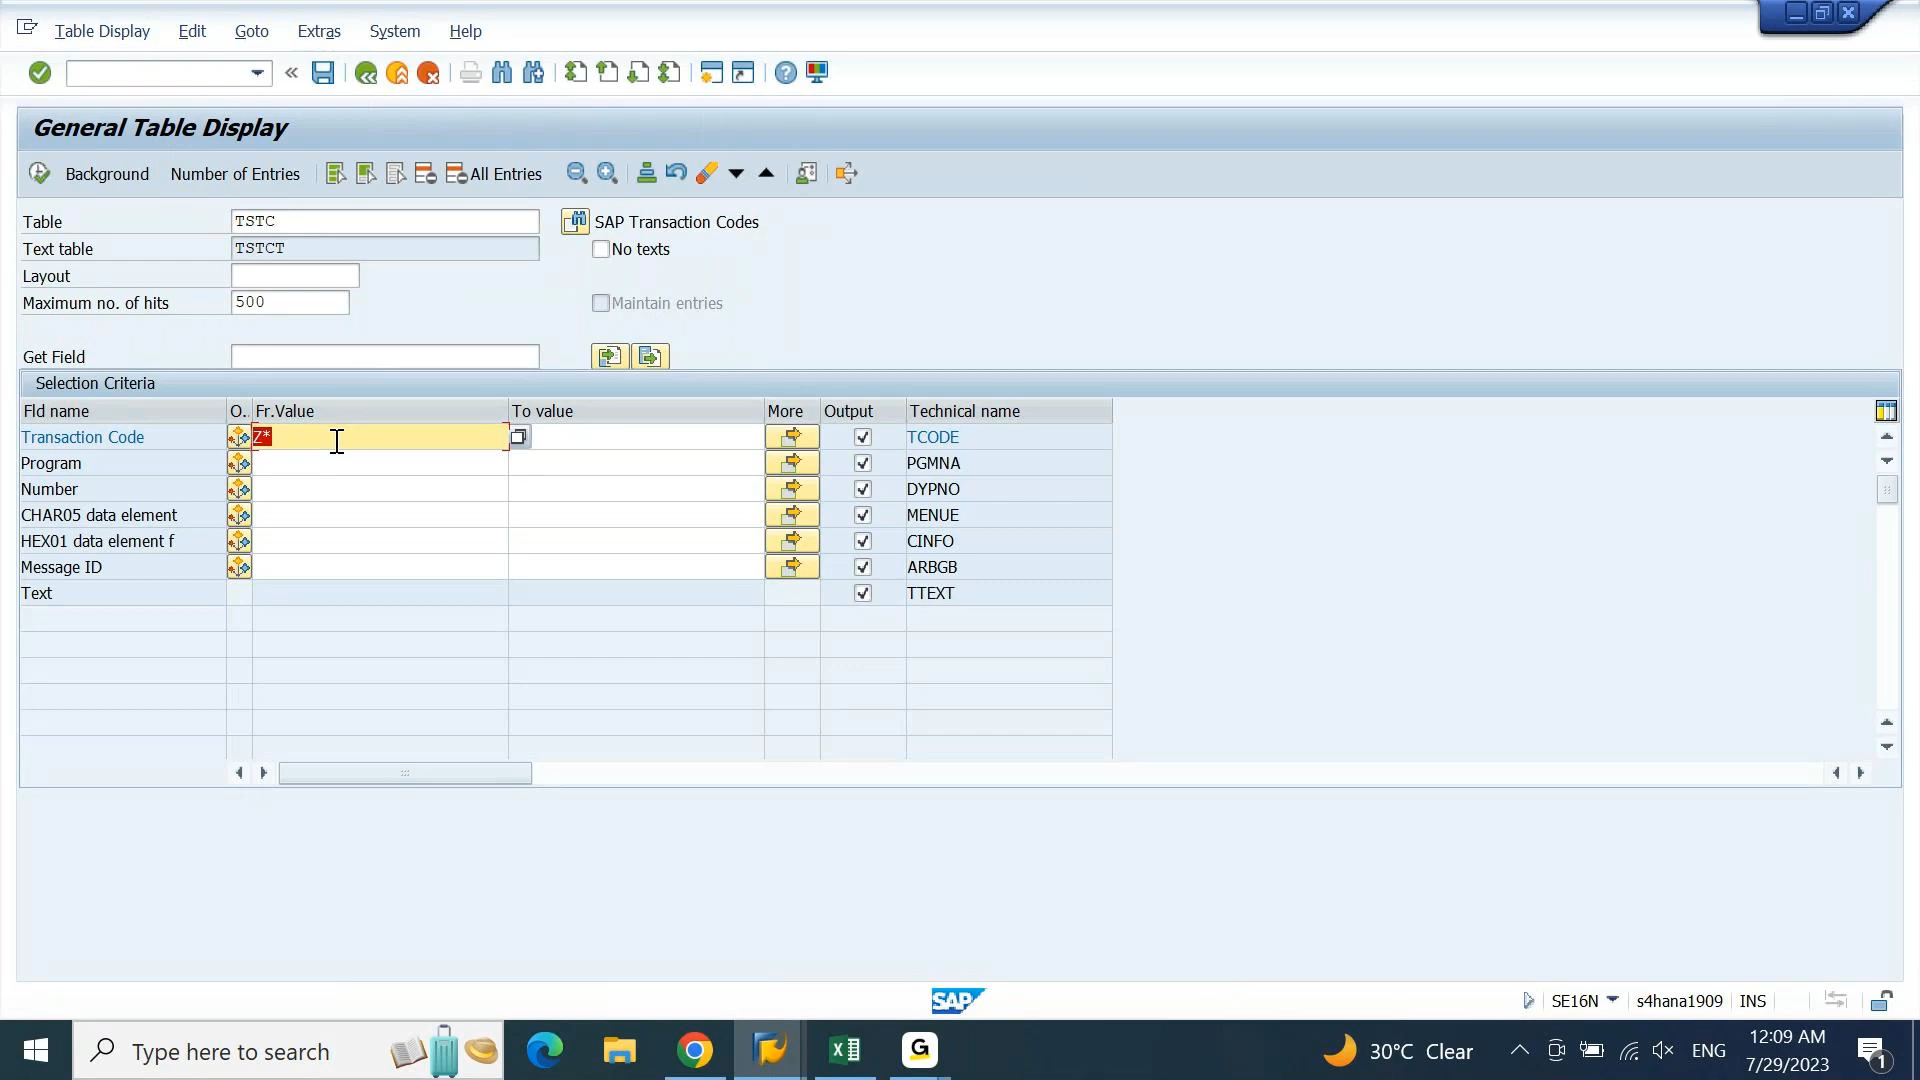 Table Display Edit Goto Extras System Help
General Table Display
Background Number of Entries All Entries
Table TSTC SAP Transaction Codes
Text table TSTCT No texts
Layout
Maximum no. of hits 500 Maintain entries
Get Field
Selection Criteria
Fld name O.. Fr.Value To value More Output Technical name
Transaction Code Z* TCODE
Program PGMNA
Number DYPNO
CHAR05 data element MENUE
HEX01 data element f CINFO
Message ID ARBGB
Text TTEXT
SAP SE16N s4hana1909 INS
Type here to search 30°C Clear ENG 12:09 AM
7/29/2023 1